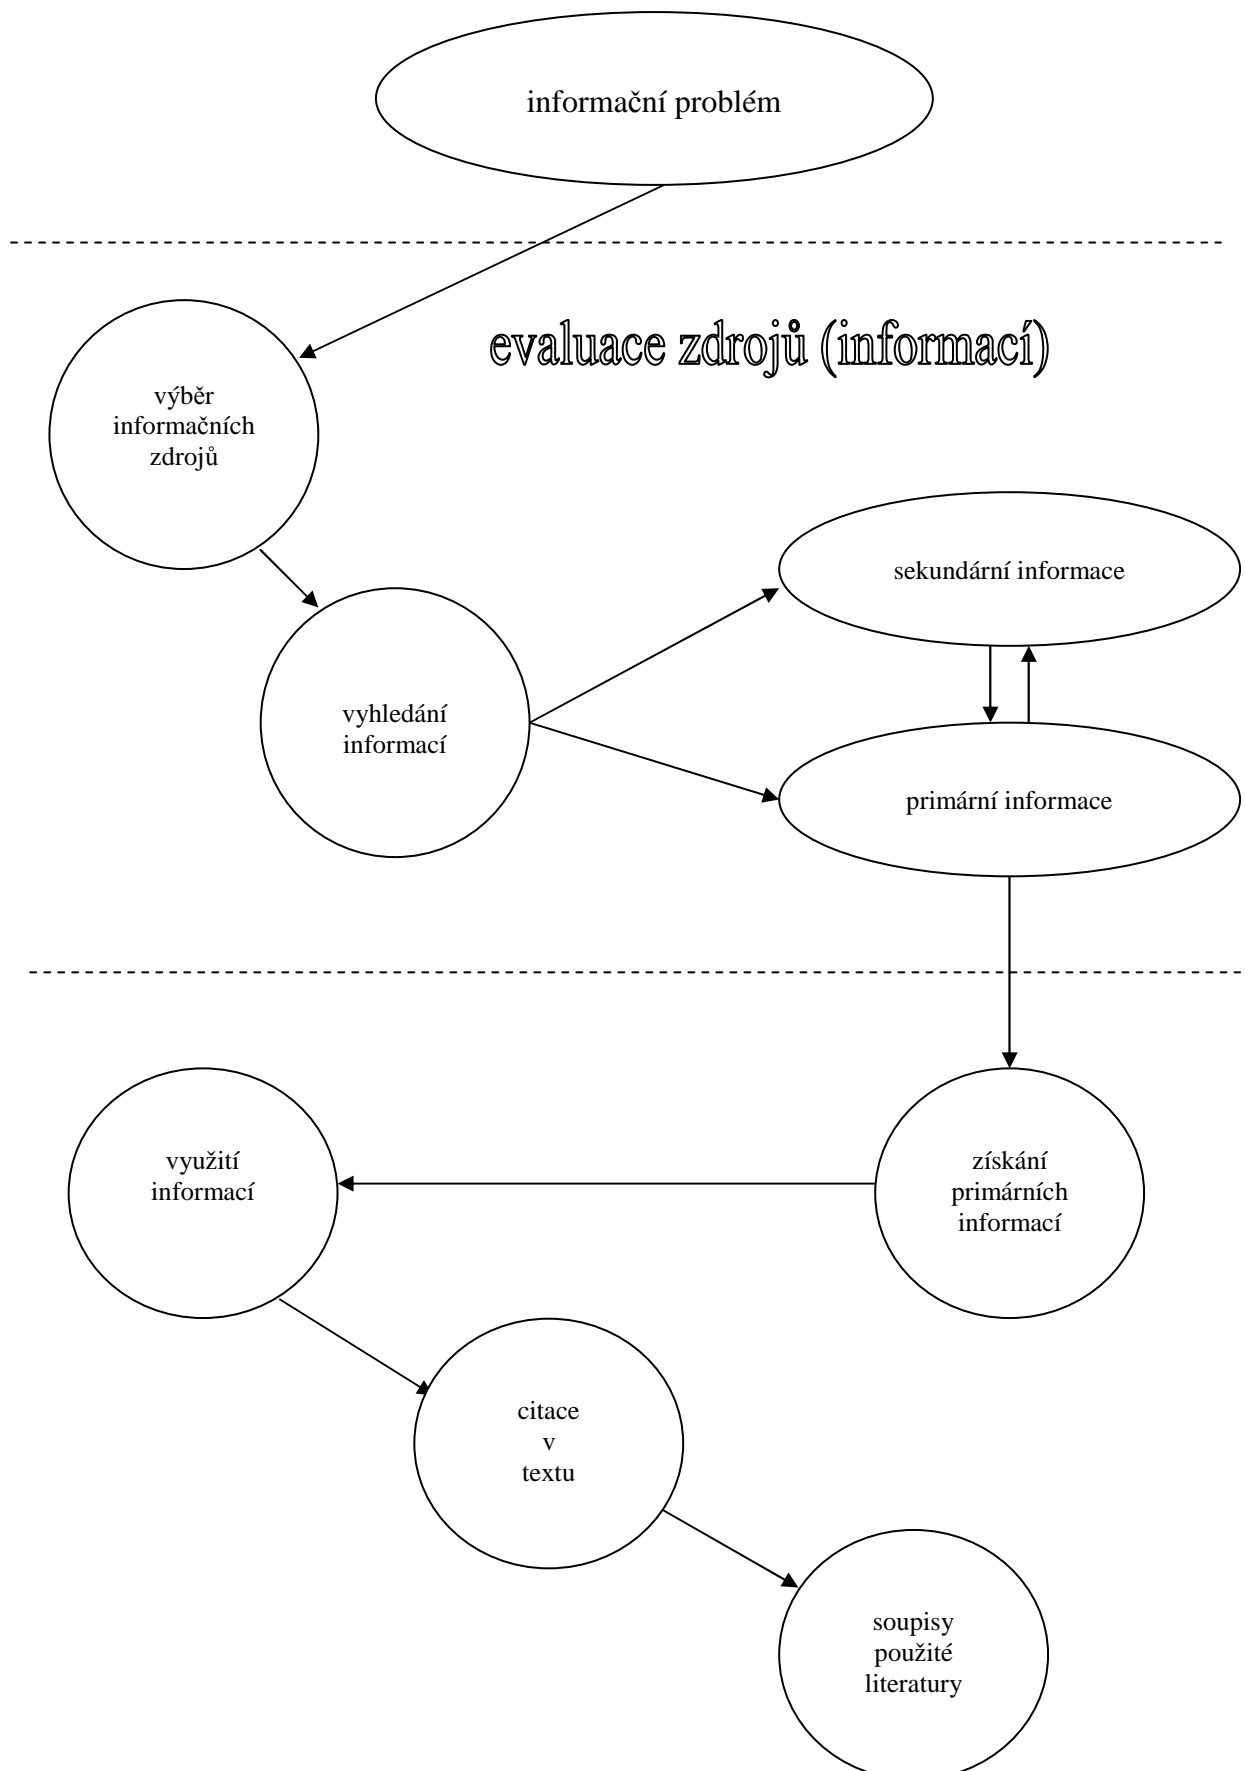 informační problém
evaluace zdrojů (informací)
výběr
informačních
zdrojů
sekundární informace
vyhledání
informací
primární informace
využití
informací
získání
primárních
informací
citace
v
textu
soupisy
použité
literatury